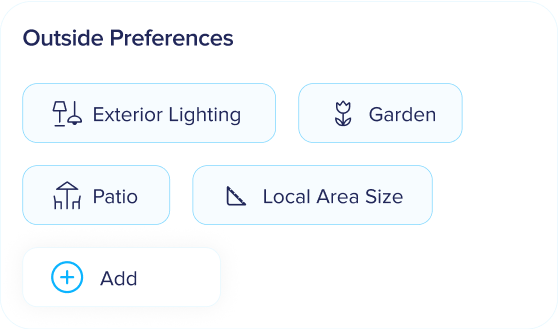 Outside Preferences
Exterior Lighting
Garden
Patio
Local Area Size
Add